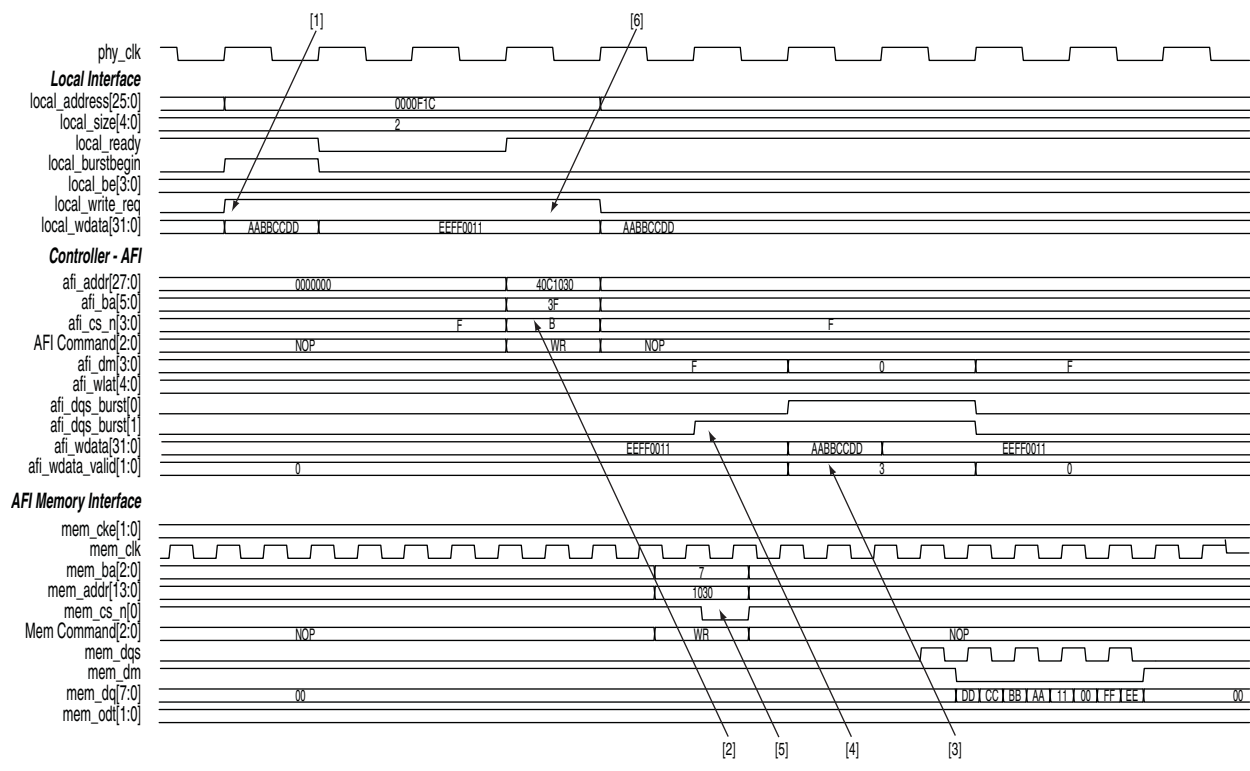 [1] [6]
phy_clk
Local Interface
local_address[25:0] 0000F1C
local_size[4:0] 2
local_ready
local_burstbegin
local_be[3:0]
local_write_req
local_wdata[31:0] AABBCCDD EEFF0011 AABBCCDD
Controller - AFI
afi_addr[27:0] 0000000 40C1030
afi_ba[5:0] 3F
afi_cs_n[3:0] F B F
AFI Command[2:0] NOP WR NOP
afi_dm[3:0] F 0 F
afi_wlat[4:0]
afi_dqs_burst[0]
afi_dqs_burst[1]
afi_wdata[31:0] EEFF0011 AABBCCDD EEFF0011
afi_wdata_valid[1:0] 0 3 0
AFI Memory Interface
mem_cke[1:0]
mem_clk
mem_ba[2:0] 7
mem_addr[13:0] 1030
mem_cs_n[0]
Mem Command[2:0] NOP WR NOP
mem_dqs
mem_dm
mem_dq[7:0] 00 DD CC BB AA 11 00 FF EE 00
mem_odt[1:0]
[2] [5] [4] [3]